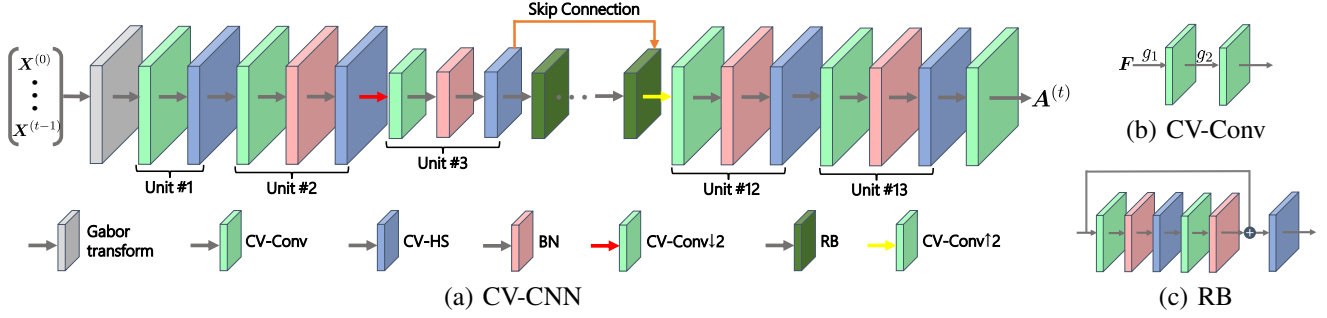 Skip Connection
X^(0)
X^(t−1)
A^(t)
Unit #1
Unit #2
Unit #3
Unit #12
Unit #13
Gabor transform
CV-Conv
CV-HS
BN
CV-Conv↓2
RB
CV-Conv↑2
(a) CV-CNN
F g₁ g₂
(b) CV-Conv
(c) RB